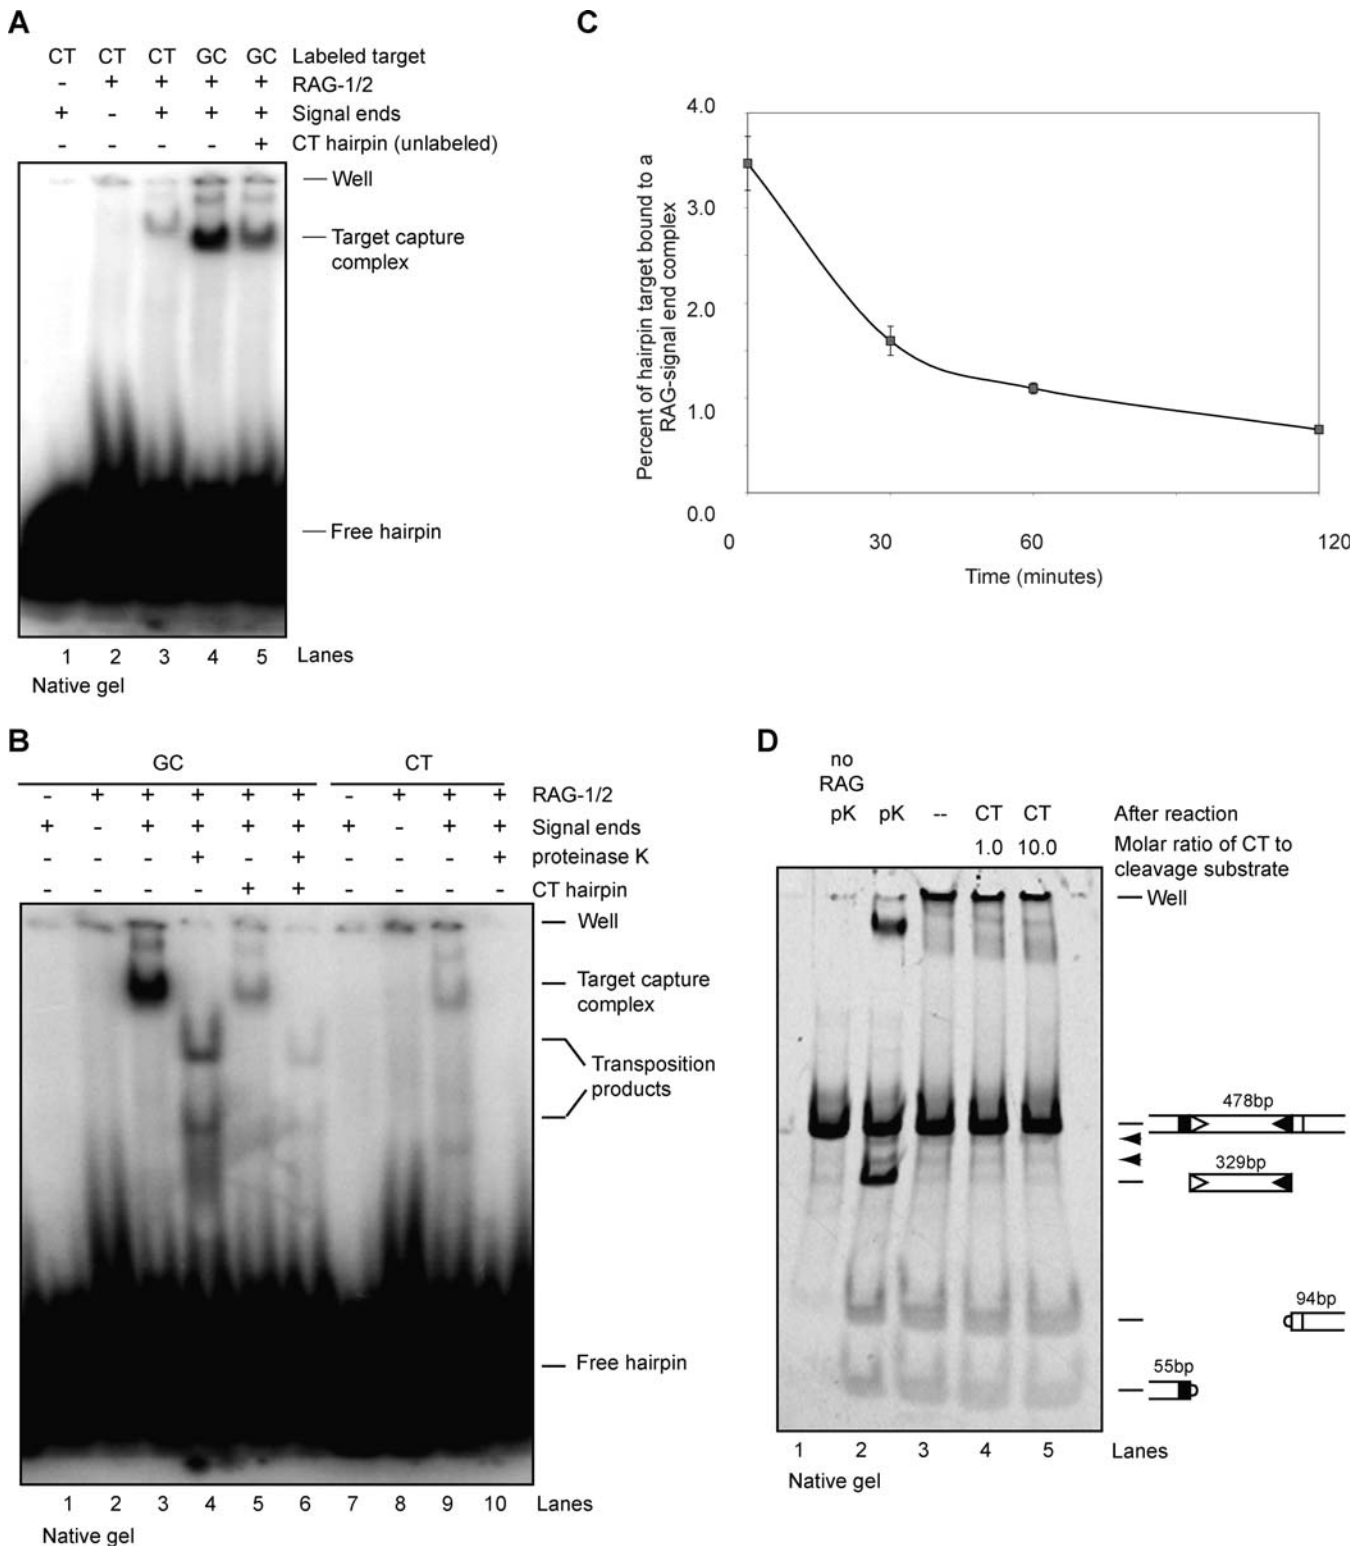 A
CT CT CT GC GC Labeled target
- + + + + RAG-1/2
+ - + + + Signal ends
- - - - + CT hairpin (unlabeled)
Well
Target capture
complex
Free hairpin
1 2 3 4 5 Lanes
Native gel
C
Percent of hairpin target bound to a
RAG-signal end complex
4.0
3.0
2.0
1.0
0.0
0 30 60 120
Time (minutes)
B
GC CT
- + + + + + - + + + RAG-1/2
+ - + + + + + - + + Signal ends
- - - + - + - - - + proteinase K
- - - - + + - - - - CT hairpin
Well
Target capture
complex
Transposition
products
Free hairpin
1 2 3 4 5 6 7 8 9 10 Lanes
Native gel
D
no
RAG
pK pK -- CT CT After reaction
1.0 10.0 Molar ratio of CT to
cleavage substrate
Well
478bp
329bp
94bp
55bp
1 2 3 4 5 Lanes
Native gel